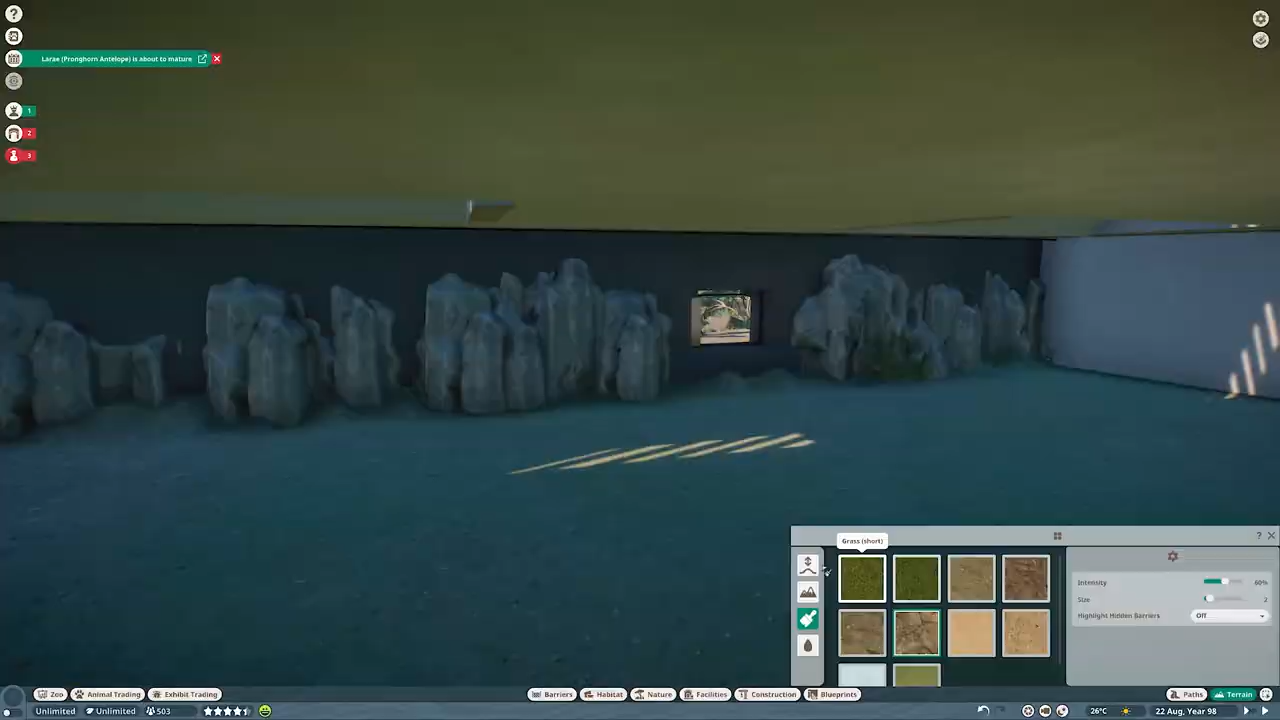 ?
Larae (Pronghorn Antelope) is about to mature
1
2
3
Grass (short)
?
Intensity
60%
Size
2
Highlight Hidden Barriers
Off
Zoo
Animal Trading
Exhibit Trading
Barriers
Habitat
Nature
Facilities
Construction
Blueprints
Paths
Terrain
Unlimited
Unlimited
503
26°C
22 Aug, Year 98